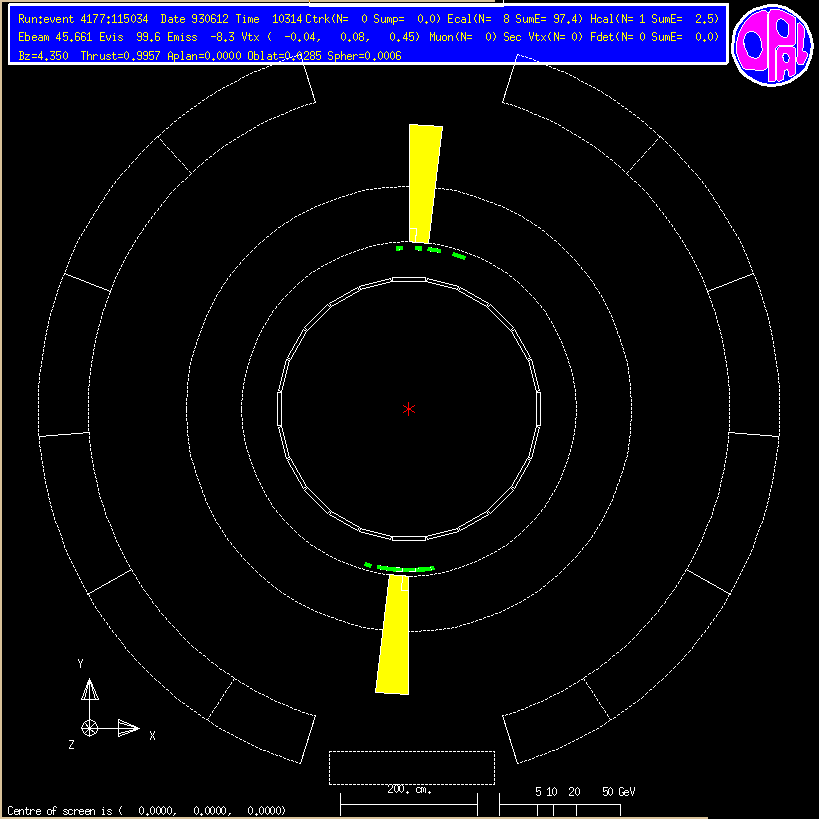 Run:event 4177:115034 Date 930612 Time 10314 Ctrk(N= 0 Sump= 0.0) Ecal(N= 8 SumE= 97.4) Hcal(N= 1 SumE= 2.5)
Ebeam 45.661 Evis 99.6 Emiss -8.3 Vtx ( -0.04, 0.08, 0.45) Muon(N= 0) Sec Vtx(N= 0) Fdet(N= 0 SumE= 0.0)
Bz=4.350 Thrust=0.9957 Aplan=0.0000 Oblat=0.0285 Spher=0.0006
OPAL
Y
X
Z
200. cm.
5 10 20 50 GeV
Centre of screen is ( 0.0000, 0.0000, 0.0000)